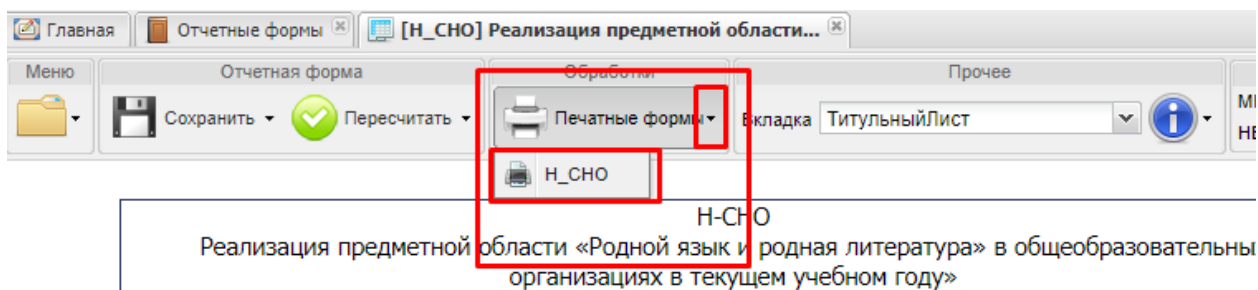 Главная Отчетные формы [Н_СНО] Реализация предметной области...
Меню Отчетная форма Обработки Прочее
Сохранить Пересчитать Печатные формы Вкладка ТитульныйЛист
Н_СНО
Н-СНО
Реализация предметной области «Родной язык и родная литература» в общеобразовательны
организациях в текущем учебном году»